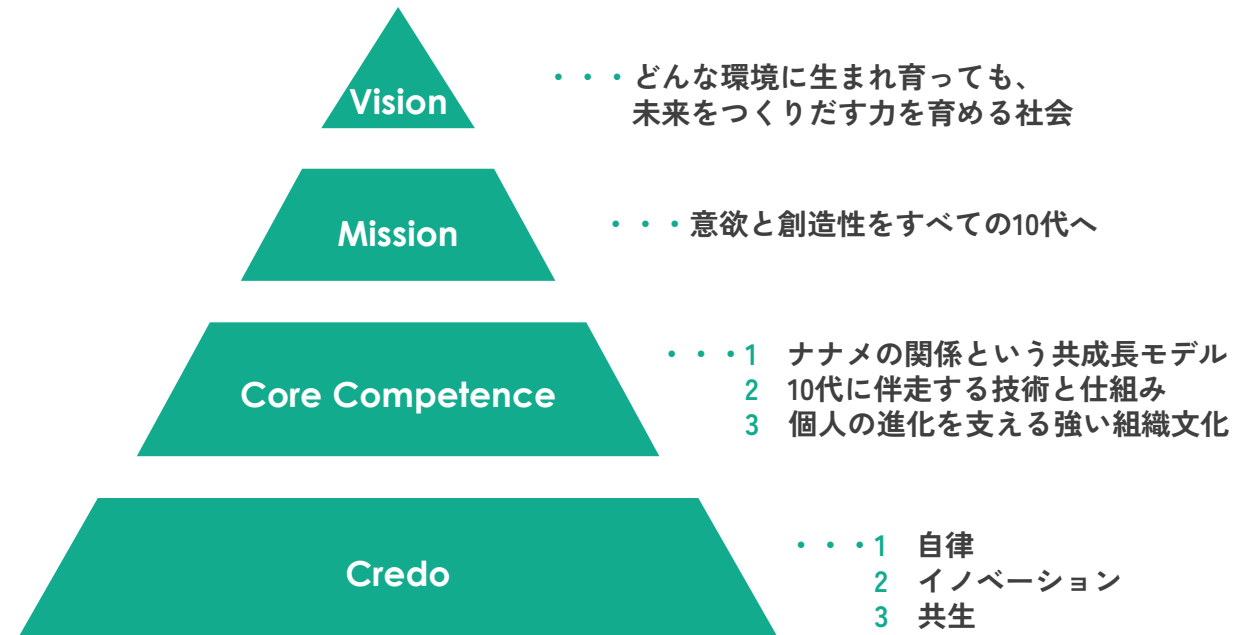 Vision
・・・どんな環境に生まれ育っても、
未来をつくりだす力を育める社会
Mission
・・・意欲と創造性をすべての10代へ
Core Competence
・・・1 ナナメの関係という共成長モデル
2 10代に伴走する技術と仕組み
3 個人の進化を支える強い組織文化
Credo
・・・1 自律
2 イノベーション
3 共生